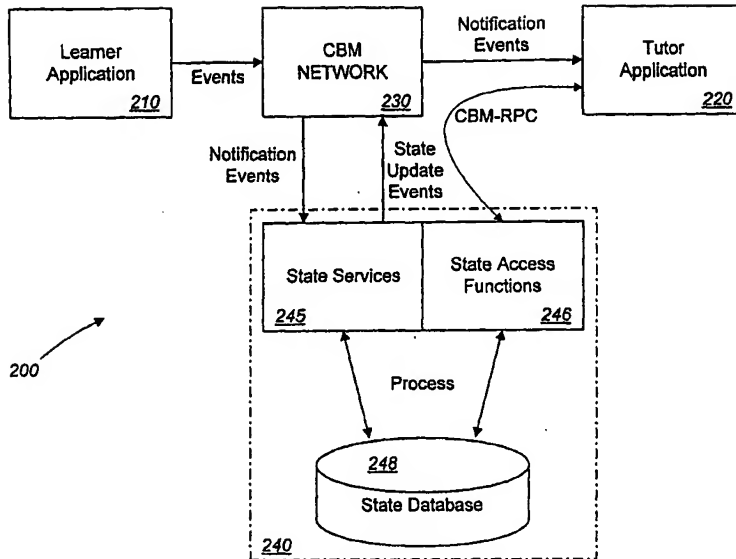 Learner
Application
210
Events
CBM
NETWORK
230
Notification
Events
Tutor
Application
220
CBM-RPC
Notification
Events
State
Update
Events
State Services
245
State Access
Functions
246
200
Process
248
State Database
240